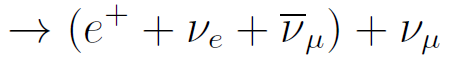 → (e⁺ + νₑ + ν̅_μ) + ν_μ